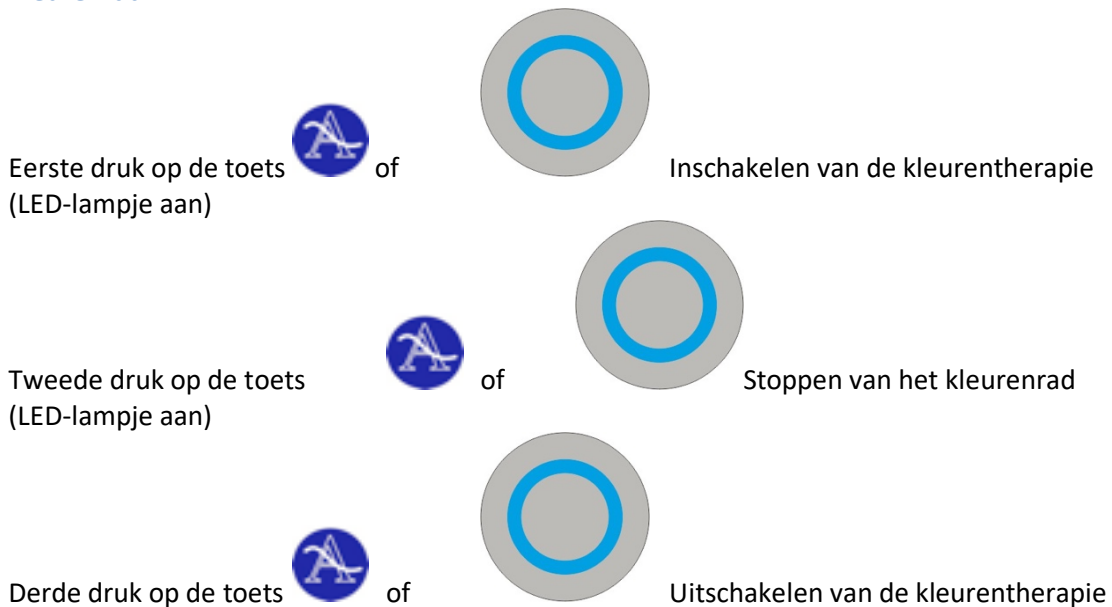 Eerste druk op de toets of Inschakelen van de kleurentherapie
(LED-lampje aan)
Tweede druk op de toets of Stoppen van het kleurenrad
(LED-lampje aan)
Derde druk op de toets of Uitschakelen van de kleurentherapie